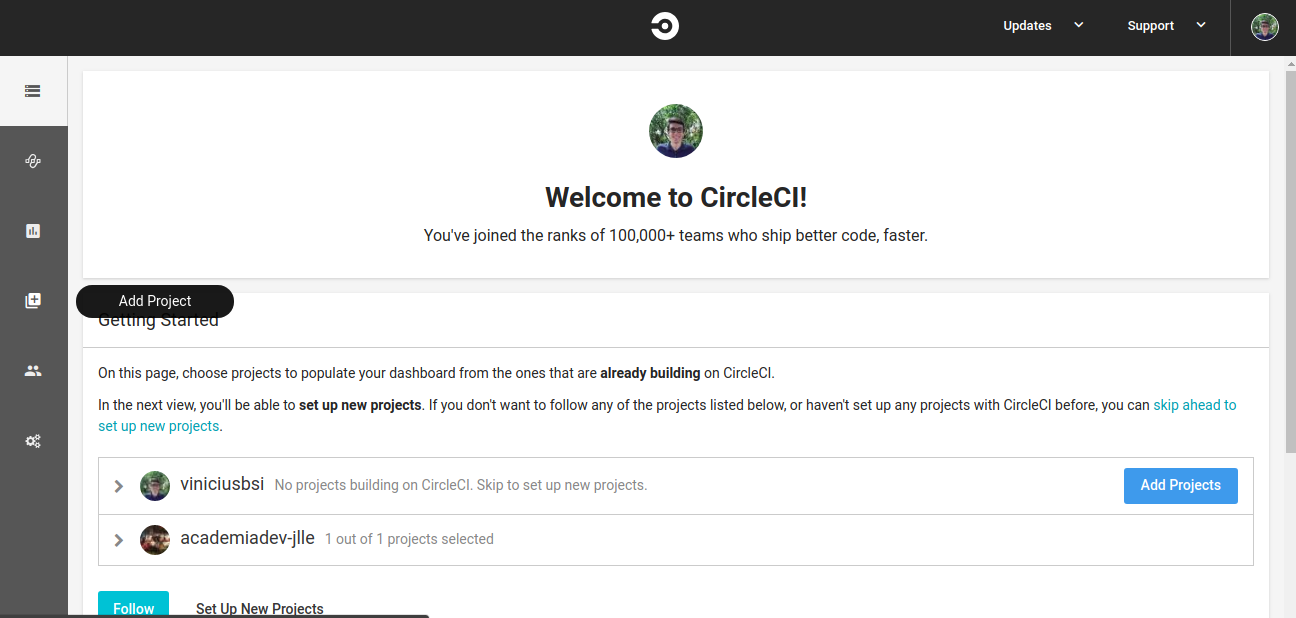 Updates
Support
Welcome to CircleCI!
You've joined the ranks of 100,000+ teams who ship better code, faster.
Add Project
Getting Started
On this page, choose projects to populate your dashboard from the ones that are already building on CircleCI.
In the next view, you'll be able to set up new projects. If you don't want to follow any of the projects listed below, or haven't set up any projects with CircleCI before, you can skip ahead to
set up new projects.
viniciusbsi No projects building on CircleCI. Skip to set up new projects. Add Projects
academiadev-jlle 1 out of 1 projects selected
Follow Set Up New Projects